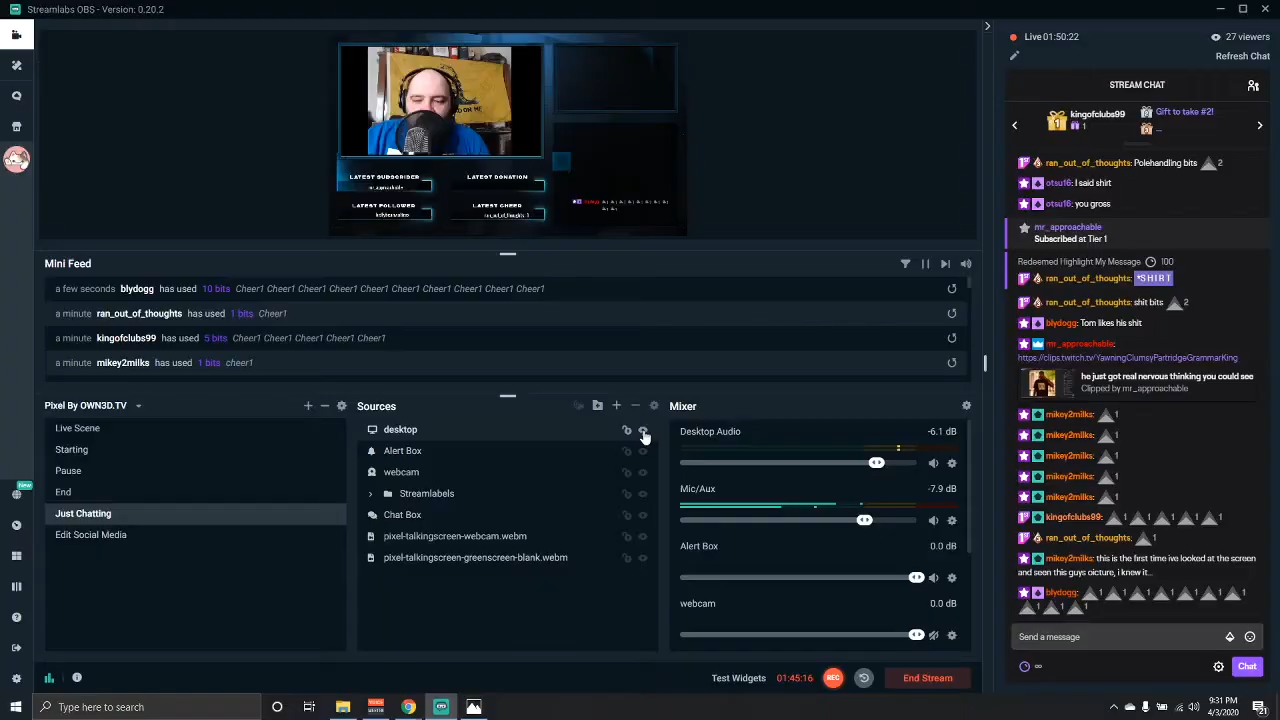 Streamlabs OBS - Version: 0.20.2
Live 01:50:22
27 viewers
Refresh Chat
STREAM CHAT
kingofclubs99
1
Gift to take #2!
...
ran_out_of_thoughts: Polehandling bits 2
otsu16: I said shirt
otsu16: you gross
mr_approachable
Subscribed at Tier 1
Redeemed Highlight My Message 100
ran_out_of_thoughts: *S H I R T
ran_out_of_thoughts: shit bits 2
blydogg: Tom likes his shit
mr_approachable:
https://clips.twitch.tv/YawningClumsyPartridgeGrammarKing
he just got real nervous thinking you could see
Clipped by mr_approachable
mikey2milks: 1
mikey2milks: 1
mikey2milks: 1
mikey2milks: 1
mikey2milks: 1
kingofclubs99: 1 1 1 1 1
ran_out_of_thoughts: 1
mikey2milks: this is the first time ive looked at the screen
and seen this guys oicture, i knew it...
blydogg: 1 1 1 1 1 1 1
1 1 1
Send a message
Chat
LATEST SUBSCRIBER
mr_approachable
LATEST DONATION
LATEST FOLLOWER
LATEST CHEER
ran_out_of_thoughts 1
Mini Feed
a few seconds blydogg has used 10 bits Cheer1 Cheer1 Cheer1 Cheer1 Cheer1 Cheer1 Cheer1 Cheer1 Cheer1 Cheer1
a minute ran_out_of_thoughts has used 1 bits Cheer1
a minute kingofclubs99 has used 5 bits Cheer1 Cheer1 Cheer1 Cheer1 Cheer1
a minute mikey2milks has used 1 bits cheer1
Pixel By OWN3D.TV
Live Scene
Starting
Pause
End
Just Chatting
Edit Social Media
Sources
desktop
Alert Box
webcam
Streamlabels
Chat Box
pixel-talkingscreen-webcam.webm
pixel-talkingscreen-greenscreen-blank.webm
Mixer
Desktop Audio -6.1 dB
Mic/Aux -7.9 dB
Alert Box 0.0 dB
webcam 0.0 dB
New
Test Widgets
01:45:16
REC
End Stream
Type here to search
9:31 PM
4/3/2020